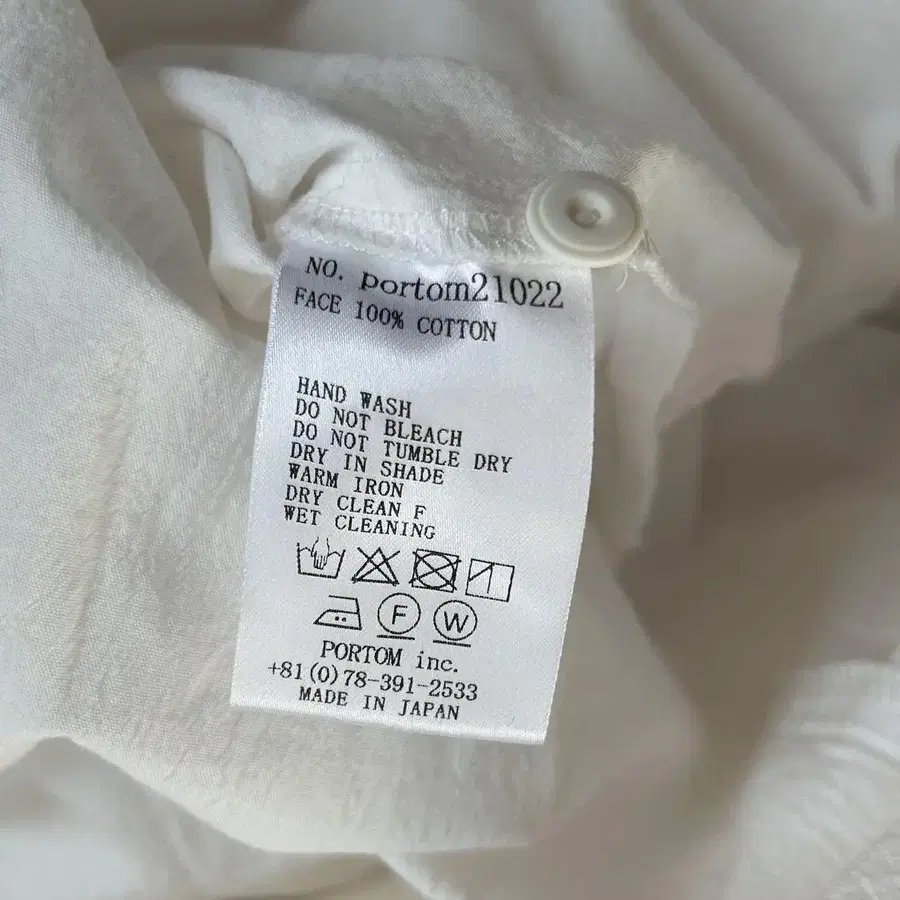 NO. portom21022
FACE 100% COTTON
HAND WASH
DO NOT BLEACH
DO NOT TUMBLE DRY
DRY IN SHADE
WARM IRON
DRY CLEAN F
WET CLEANING
F W
PORTOM inc.
+81(0)78-391-2533
MADE IN JAPAN